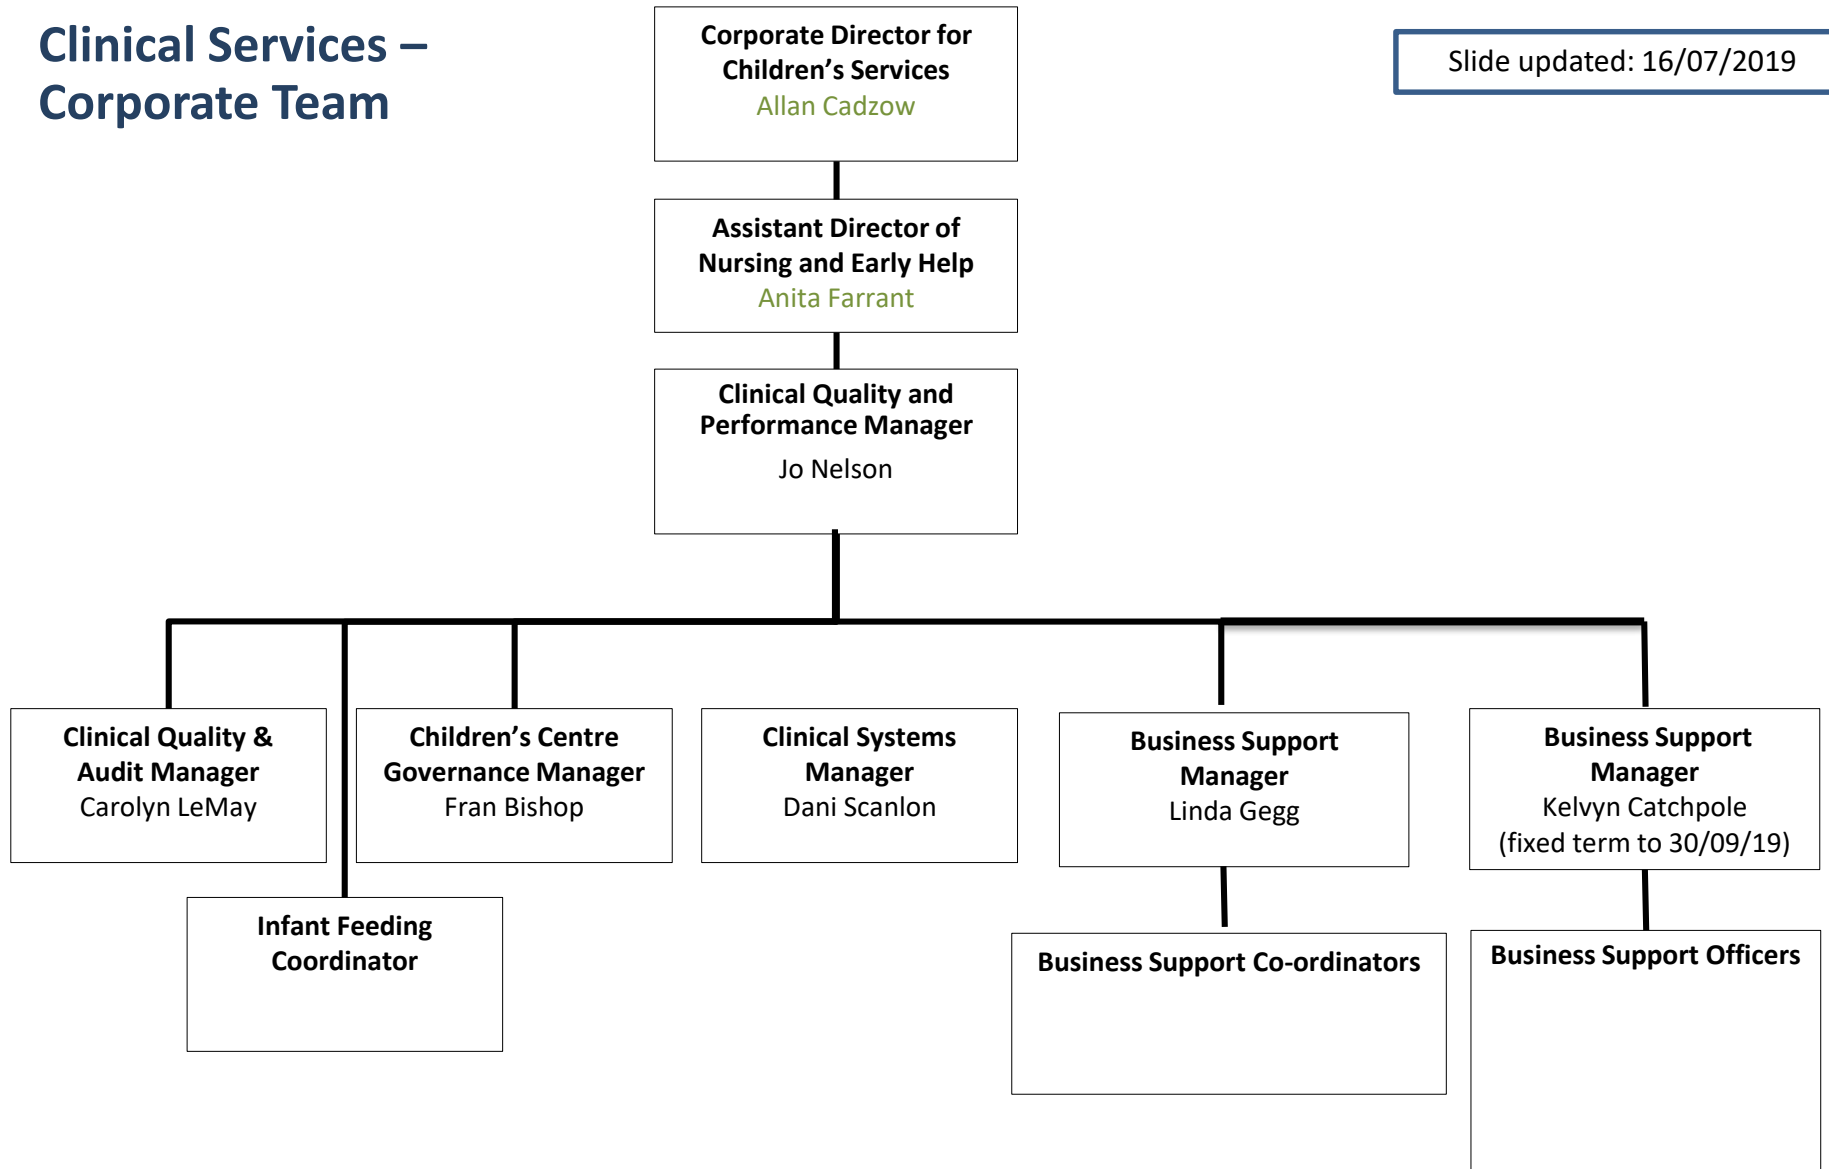 Clinical Services –
Corporate Team
Corporate Director for
Children’s Services
Allan Cadzow
Slide updated: 16/07/2019
Assistant Director of
Nursing and Early Help
Anita Farrant
Clinical Quality and
Performance Manager
Jo Nelson
Clinical Quality &
Audit Manager
Carolyn LeMay
Children’s Centre
Governance Manager
Fran Bishop
Clinical Systems
Manager
Dani Scanlon
Business Support
Manager
Linda Gegg
Business Support
Manager
Kelvyn Catchpole
(fixed term to 30/09/19)
Infant Feeding
Coordinator
Business Support Co-ordinators
Business Support Officers